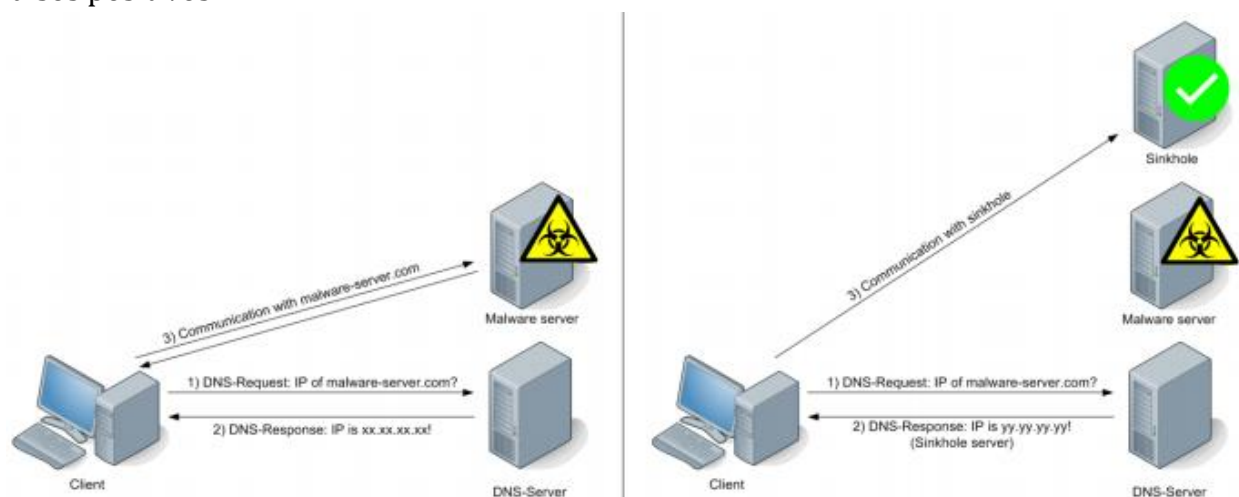 Sinkhole
3) Communication with sinkhole
Malware server
3) Communication with malware-server.com
Malware server
1) DNS-Request: IP of malware-server.com?
2) DNS-Response: IP is xx.xx.xx.xx!
Client
DNS-Server
1) DNS-Request: IP of malware-server.com?
2) DNS-Response: IP is yy.yy.yy.yy!
(Sinkhole server)
Client
DNS-Server